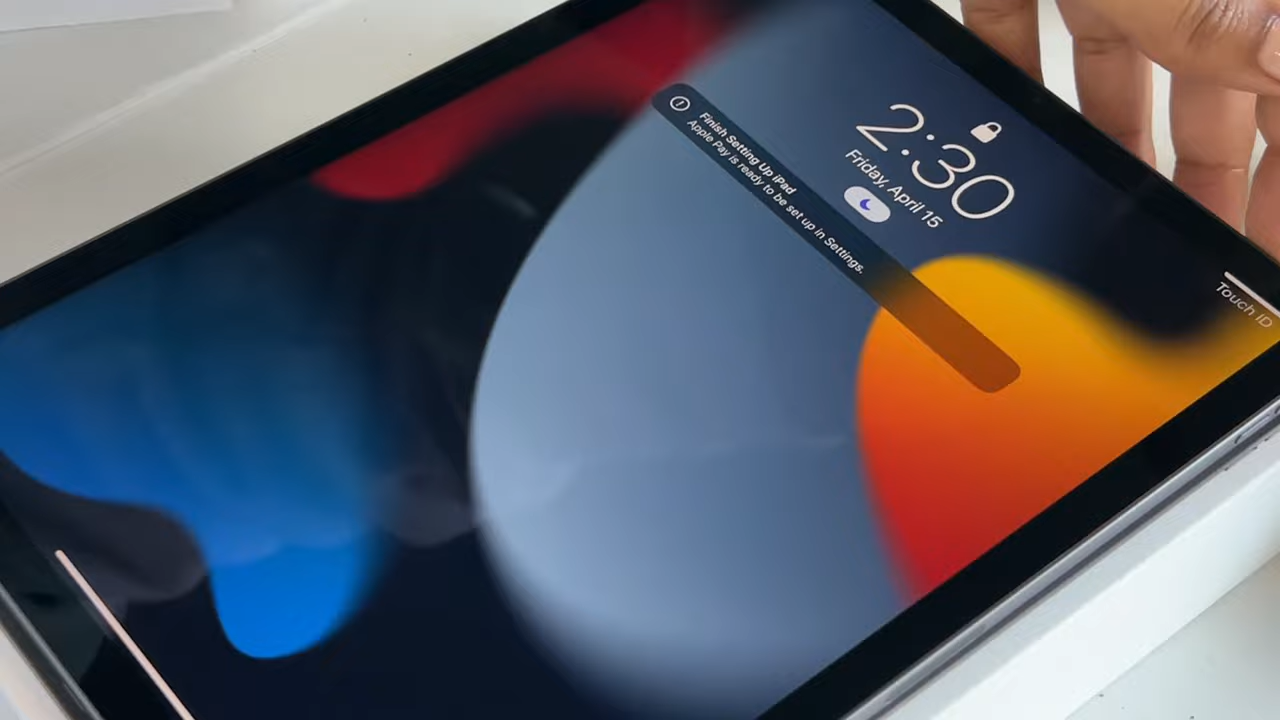 2:30
Friday, April 15
Finish Setting Up iPad
Apple Pay is ready to be set up in Settings.
Touch ID